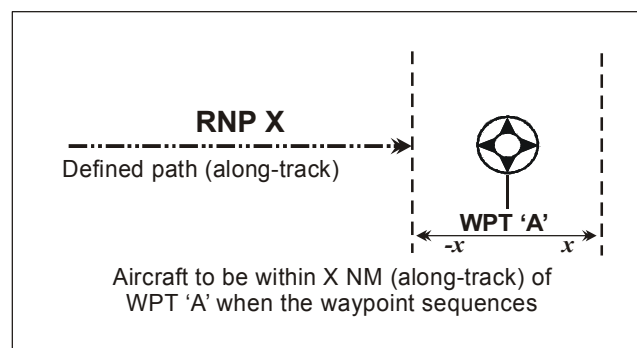 RNP X
Defined path (along-track)
WPT ‘A’
-x x
Aircraft to be within X NM (along-track) of
WPT ‘A’ when the waypoint sequences